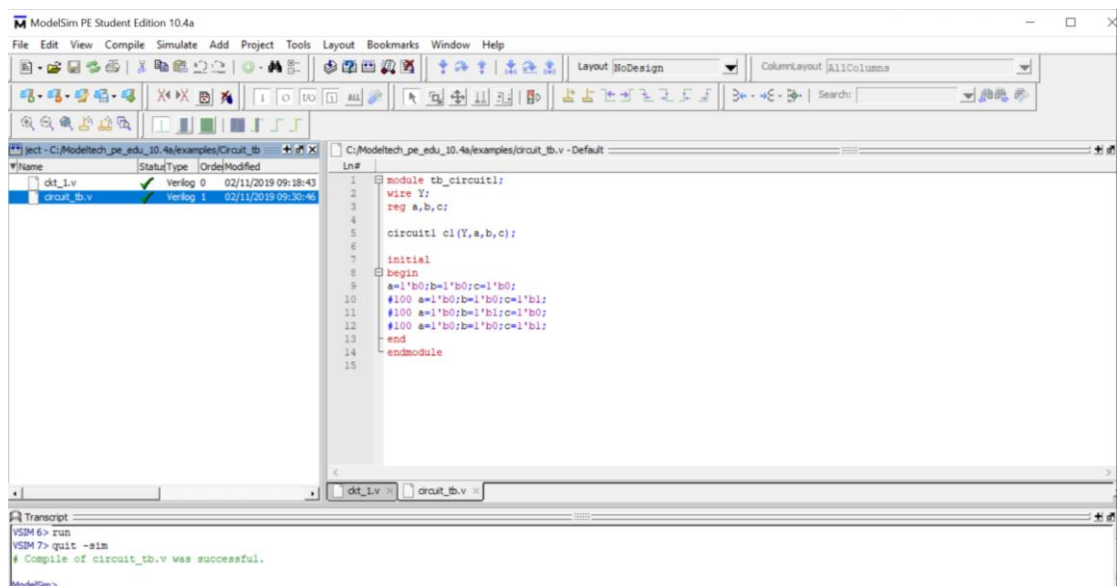 ModelSim PE Student Edition 10.4a
File Edit View Compile Simulate Add Project Tools Layout Bookmarks Window Help
Layout NoDesign
ColumnLayout AllColumns
Search:
ject - C:/Modeltech_pe_edu_10.4a/examples/Circuit_tb
Name Status Type Order Modified
ckt_1.v Verilog 0 02/11/2019 09:18:43
circuit_tb.v Verilog 1 02/11/2019 09:30:46
C:/Modeltech_pe_edu_10.4a/examples/circuit_tb.v - Default
Ln#
1 module tb_circuit1;
2 wire Y;
3 reg a,b,c;
4
5 circuit1 c1(Y,a,b,c);
6
7 initial
8 begin
9 a=1'b0;b=1'b0;c=1'b0;
10 #100 a=1'b0;b=1'b0;c=1'b1;
11 #100 a=1'b0;b=1'b1;c=1'b0;
12 #100 a=1'b0;b=1'b0;c=1'b1;
13 end
14 endmodule
15
ckt_1.v circuit_tb.v
Transcript
VSIM 6> run
VSIM 7> quit -sim
# Compile of circuit_tb.v was successful.
ModelSim>